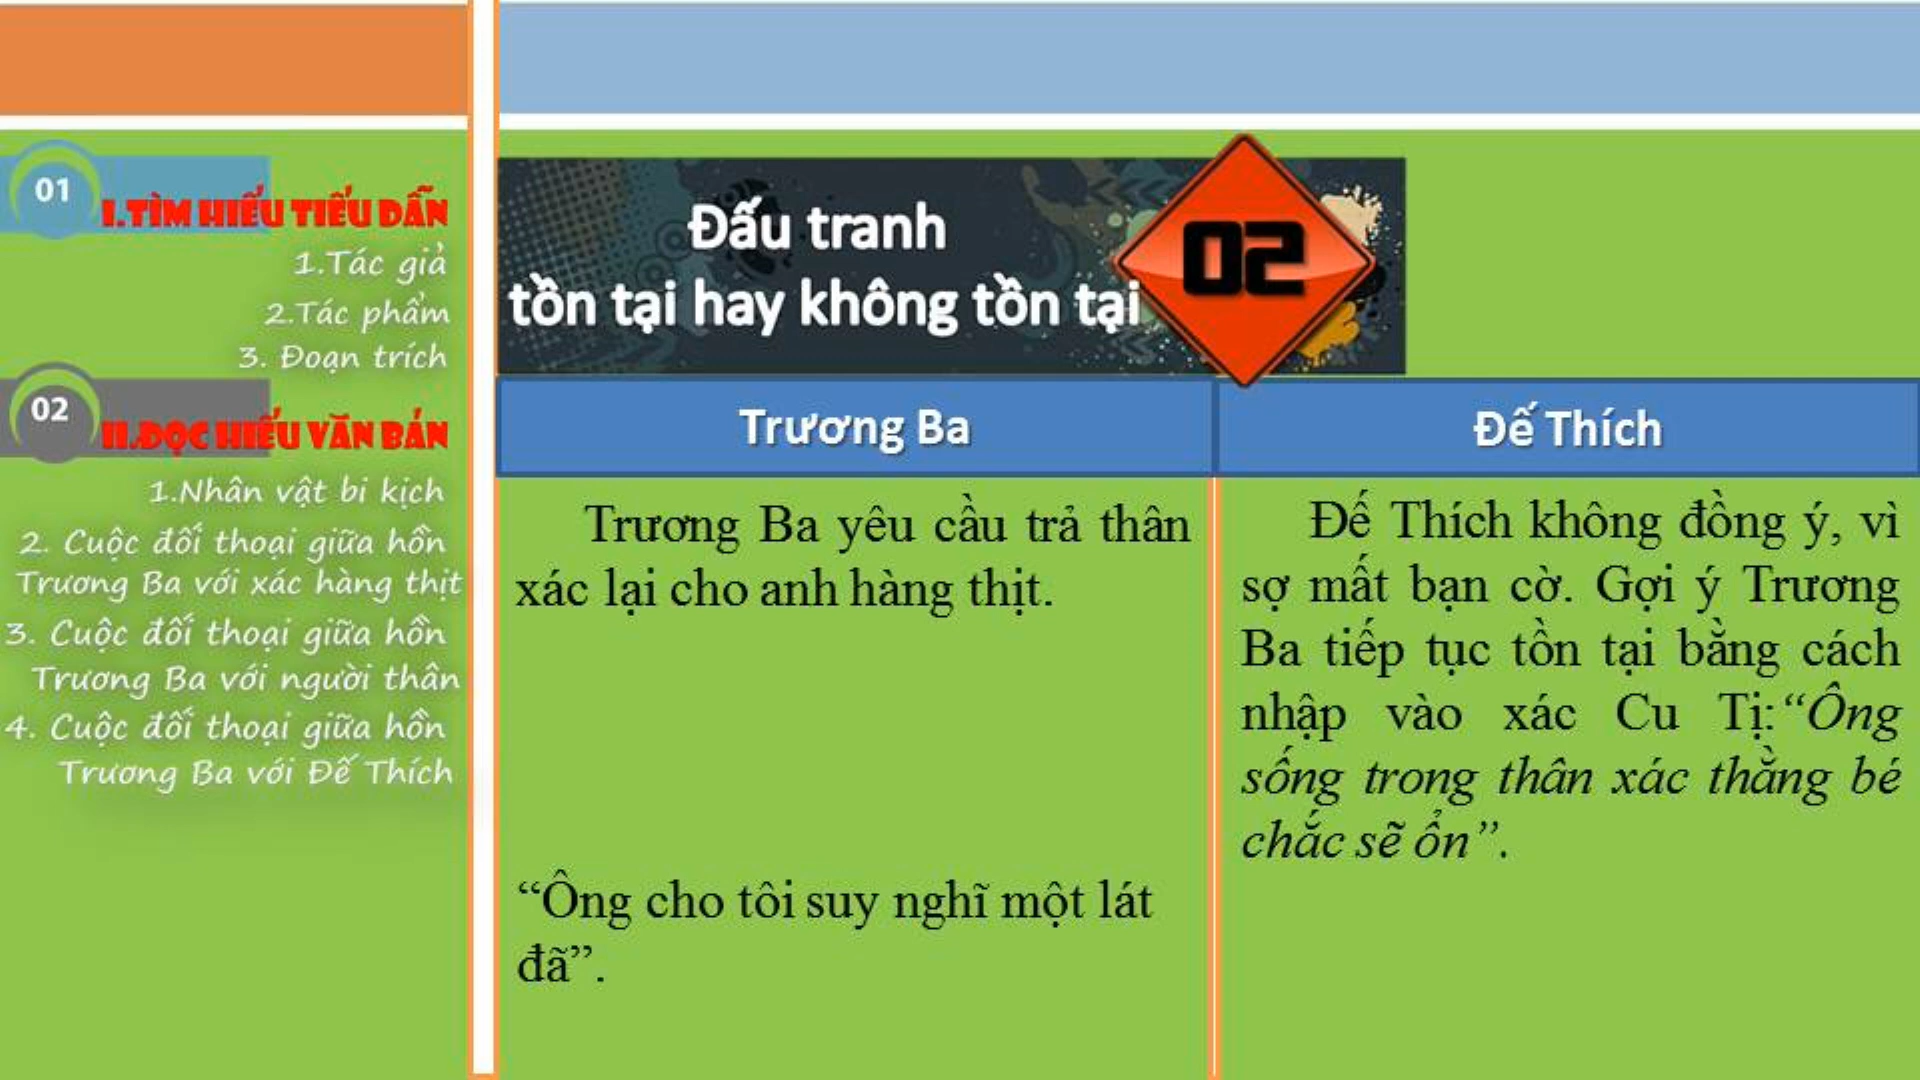 01
I.TÌM HIỂU TIỂU DẪN
1.Tác giả
2.Tác phẩm
3. Đoạn trích
02
II.ĐỌC HIỂU VĂN BẢN
1.Nhân vật bi kịch
2. Cuộc đối thoại giữa hồn
Trương Ba với xác hàng thịt
3. Cuộc đối thoại giữa hồn
Trương Ba với người thân
4. Cuộc đối thoại giữa hồn
Trương Ba với Đế Thích
Đấu tranh
tồn tại hay không tồn tại
02
Trương Ba
Trương Ba yêu cầu trả thân
xác lại cho anh hàng thịt.
“Ông cho tôi suy nghĩ một lát
đã”.
Đế Thích
Đế Thích không đồng ý, vì
sợ mất bạn cờ. Gợi ý Trương
Ba tiếp tục tồn tại bằng cách
nhập vào xác Cu Tị:“Ông
sống trong thân xác thằng bé
chắc sẽ ổn”.